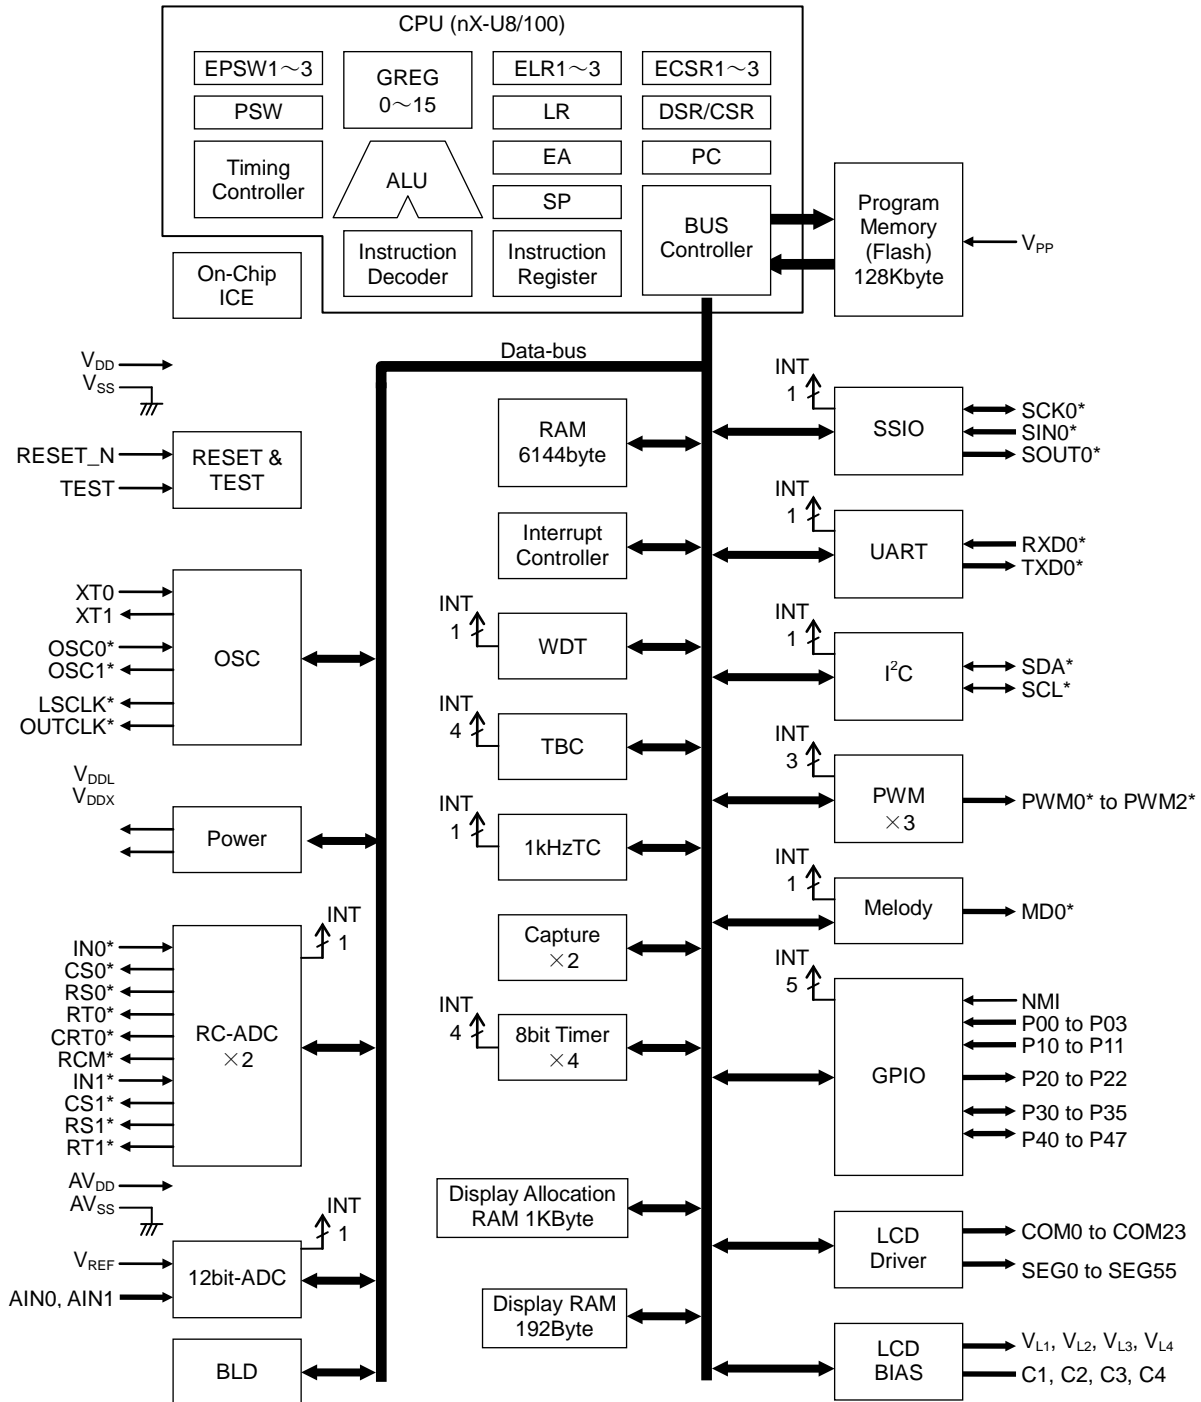 CPU (nX-U8/100)
EPSW1～3
GREG
0～15
ELR1～3
ECSR1～3
PSW
LR
DSR/CSR
Timing
Controller
ALU
EA
PC
SP
BUS
Controller
Program
Memory
(Flash)
128Kbyte
VPP
On-Chip
ICE
Instruction
Decoder
Instruction
Register
Data-bus
VDD
VSS
RESET_N
TEST
RESET &
TEST
XT0
XT1
OSC0*
OSC1*
LSCLK*
OUTCLK*
OSC
VDDL
VDDX
Power
IN0*
CS0*
RS0*
RT0*
CRT0*
RCM*
IN1*
CS1*
RS1*
RT1*
RC-ADC
×2
INT
1
AVDD
AVSS
VREF
AIN0, AIN1
12bit-ADC
INT
1
BLD
RAM
6144byte
Interrupt
Controller
INT
1
WDT
INT
4
TBC
INT
1
1kHzTC
Capture
×2
INT
4
8bit Timer
×4
Display Allocation
RAM 1KByte
Display RAM
192Byte
INT
1
SSIO
SCK0*
SIN0*
SOUT0*
INT
1
UART
RXD0*
TXD0*
INT
1
I²C
SDA*
SCL*
INT
3
PWM
×3
PWM0* to PWM2*
INT
1
Melody
MD0*
INT
5
GPIO
NMI
P00 to P03
P10 to P11
P20 to P22
P30 to P35
P40 to P47
LCD
Driver
COM0 to COM23
SEG0 to SEG55
LCD
BIAS
VL1, VL2, VL3, VL4
C1, C2, C3, C4